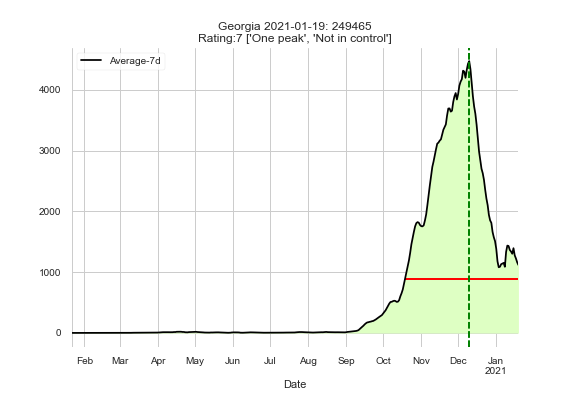 Georgia 2021-01-19: 249465
Rating:7 ['One peak', 'Not in control']
Average-7d
4000
3000
2000
1000
0
Feb Mar Apr May Jun Jul Aug Sep Oct Nov Dec Jan
2021
Date